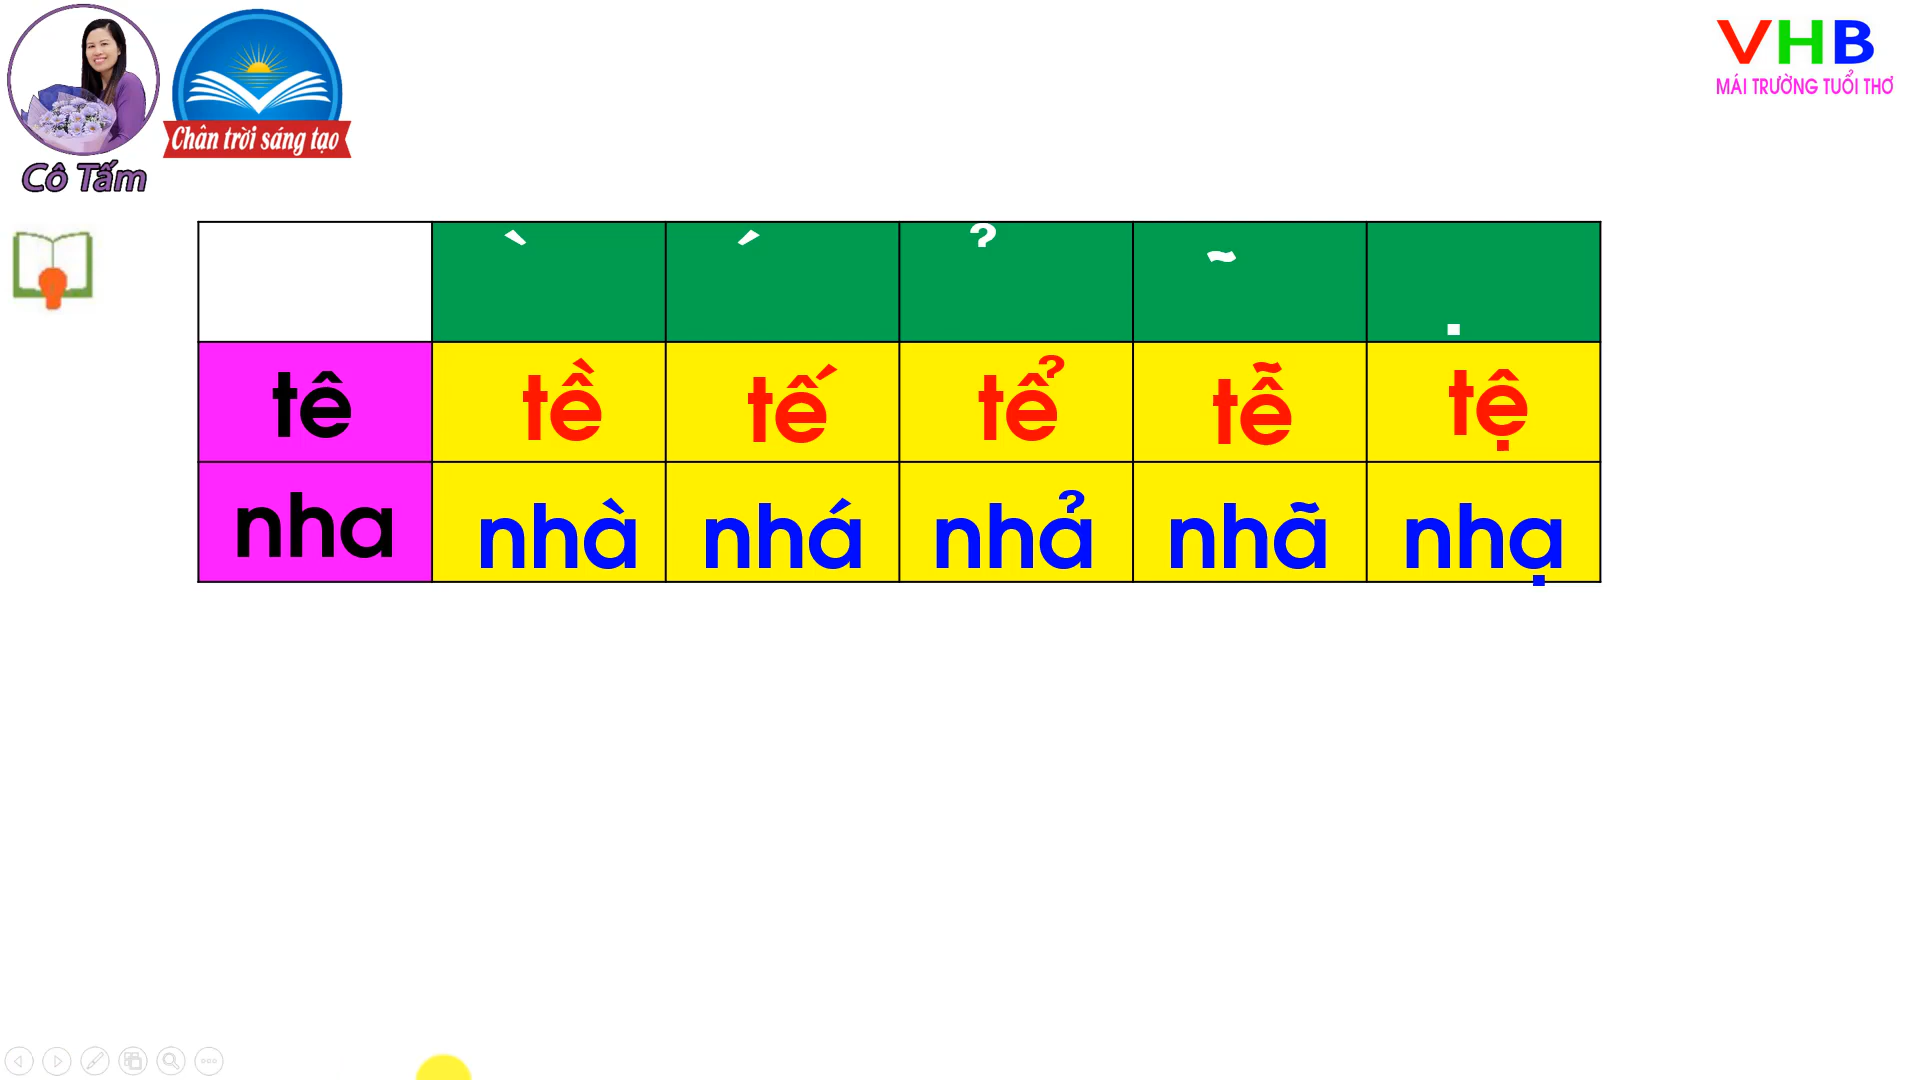 VHB
MÁI TRƯỜNG TUỔI THƠ
Chân trời sáng tạo
Cô Tấm
` ´ ̉ ~ .
tê tề tế tể tễ tệ
nha nhà nhá nhả nhã nhạ